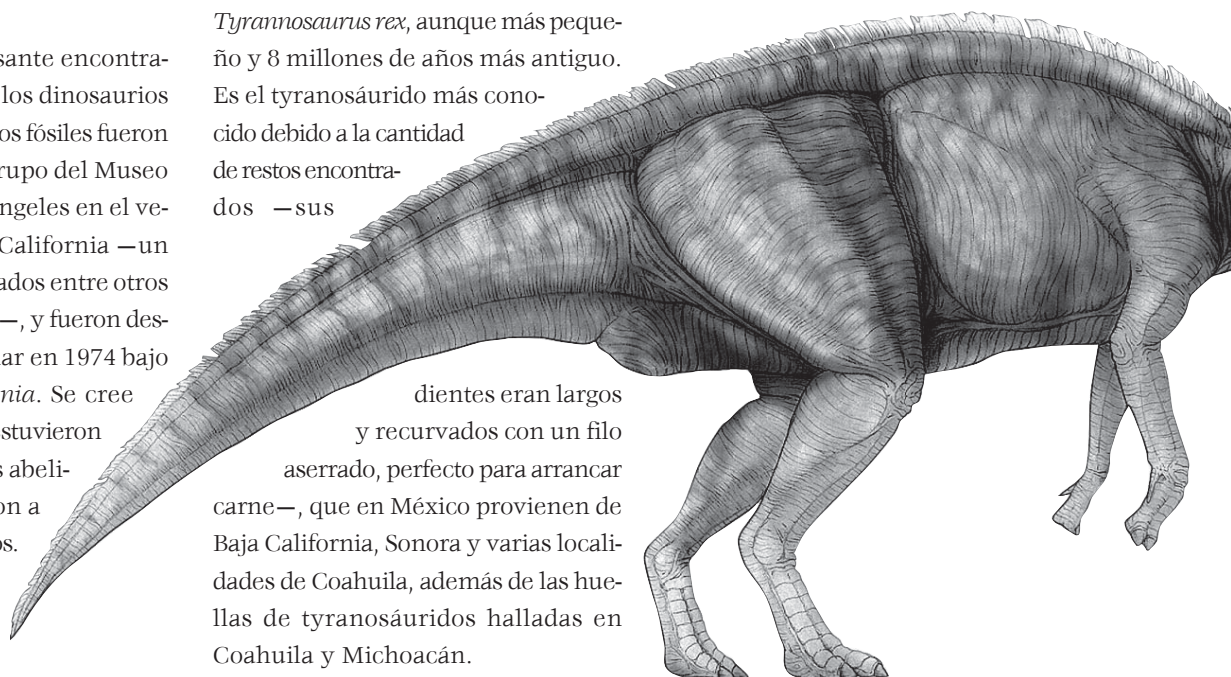 sante encontra-
los dinosaurios
os fósiles fueron
rupo del Museo
ngeles en el ve-
California —un
ados entre otros
—, y fueron des-
ar en 1974 bajo
nia. Se cree
stuvieron
s abeli-
on a
os.
Tyrannosaurus rex, aunque más peque-
ño y 8 millones de años más antiguo.
Es el tyranosáurido más cono-
cido debido a la cantidad
de restos encontra-
dos —sus
dientes eran largos
y recurvados con un filo
aserrado, perfecto para arrancar
carne—, que en México provienen de
Baja California, Sonora y varias locali-
dades de Coahuila, además de las hue-
llas de tyranosáuridos halladas en
Coahuila y Michoacán.